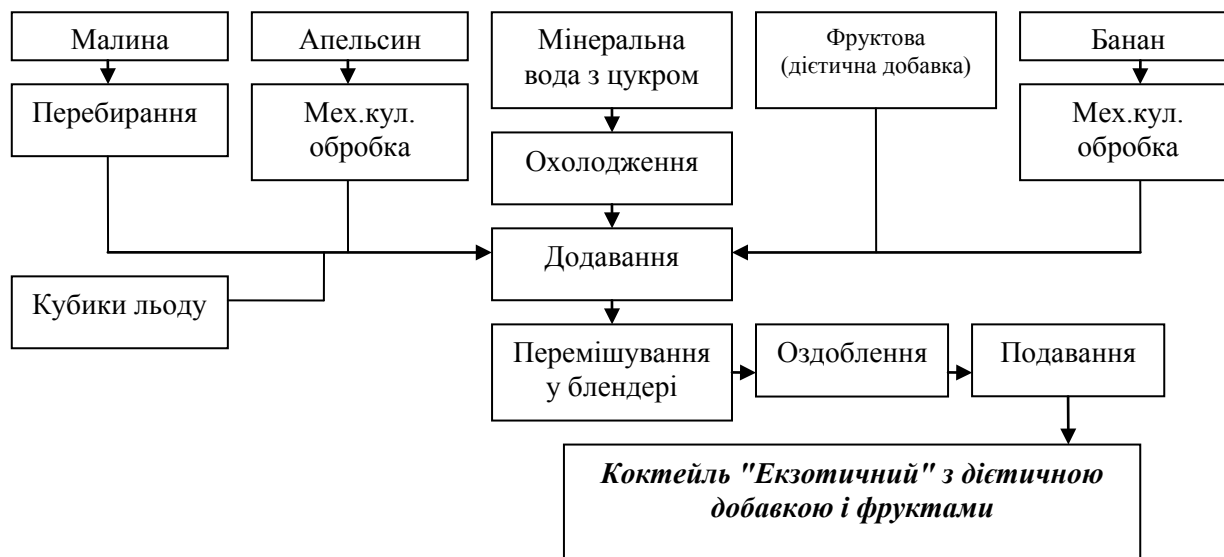 Малина
Апельсин
Мінеральна
вода з цукром
Фруктова
(дієтична добавка)
Банан
Перебирання
Мех.кул.
обробка
Охолодження
Мех.кул.
обробка
Додавання
Кубики льоду
Перемішування
у блендері
Оздоблення
Подавання
Коктейль "Екзотичний" з дієтичною
добавкою і фруктами